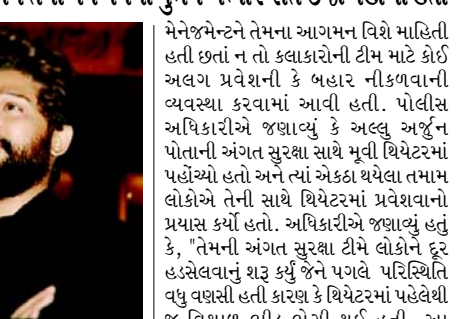 મેનેજમેન્ટને તેમના આગમન વિશે માહિતી
હતી છતાં ન તો કલાકારોની ટીમ માટે કોઈ
અલગ પ્રવેશની કે બહાર નીકળવાની
વ્યવસ્થા કરવામાં આવી હતી. પોલીસ
અધિકારીએ જણાવ્યું કે અલ્લુ અર્જુન
પોતાની અંગત સુરક્ષા સાથે મૂવી થિયેટરમાં
પહોંચ્યો હતો અને ત્યાં એકઠા થયેલા તમામ
લોકોએ તેની સાથે થિયેટરમાં પ્રવેશવાનો
પ્રયાસ કર્યો હતો. અધિકારીએ જણાવ્યું હતું
કે, "તેમની અંગત સુરક્ષા ટીમે લોકોને દૂર
હડસેલવાનું શરૂ કર્યું જેને પગલે પરિસ્થિતિ
વધુ વણસી હતી કારણ કે થિયેટરમાં પહેલેથી